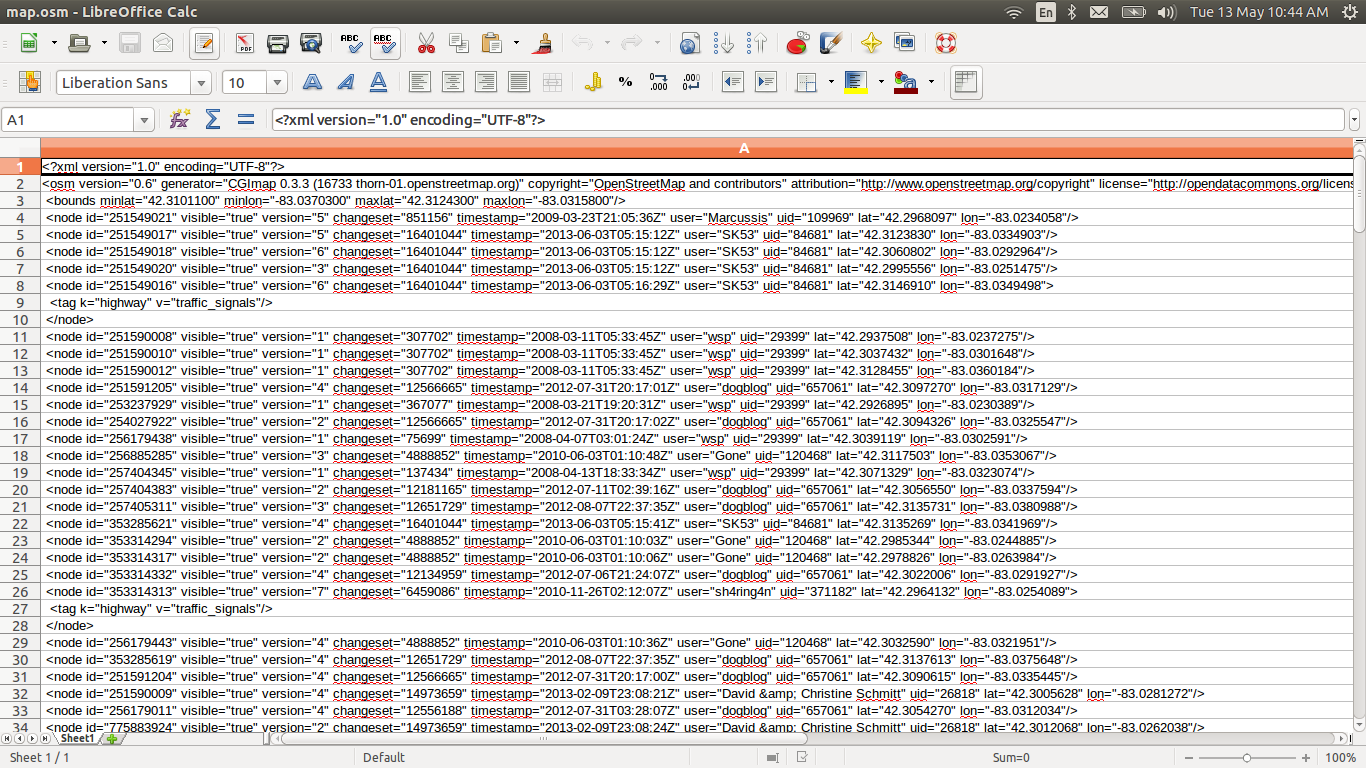 map.osm - LibreOffice Calc
En
Tue 13 May 10:44 AM
Liberation Sans
10
A1
<?xml version="1.0" encoding="UTF-8"?>
A
1 <?xml version="1.0" encoding="UTF-8"?>
2 <osm version="0.6" generator="CGImap 0.3.3 (16733 thorn-01.openstreetmap.org)" copyright="OpenStreetMap and contributors" attribution="http://www.openstreetmap.org/copyright" license="http://opendatacommons.org/licens
3 <bounds minlat="42.3101100" minlon="-83.0370300" maxlat="42.3124300" maxlon="-83.0315800"/>
4 <node id="251549021" visible="true" version="5" changeset="851156" timestamp="2009-03-23T21:05:36Z" user="Marcussis" uid="109969" lat="42.2968097" lon="-83.0234058"/>
5 <node id="251549017" visible="true" version="5" changeset="16401044" timestamp="2013-06-03T05:15:12Z" user="SK53" uid="84681" lat="42.3123830" lon="-83.0334903"/>
6 <node id="251549018" visible="true" version="6" changeset="16401044" timestamp="2013-06-03T05:15:12Z" user="SK53" uid="84681" lat="42.3060802" lon="-83.0292964"/>
7 <node id="251549020" visible="true" version="3" changeset="16401044" timestamp="2013-06-03T05:15:12Z" user="SK53" uid="84681" lat="42.2995556" lon="-83.0251475"/>
8 <node id="251549016" visible="true" version="6" changeset="16401044" timestamp="2013-06-03T05:16:29Z" user="SK53" uid="84681" lat="42.3146910" lon="-83.0349498">
9 <tag k="highway" v="traffic_signals"/>
10 </node>
11 <node id="251590008" visible="true" version="1" changeset="307702" timestamp="2008-03-11T05:33:45Z" user="wsp" uid="29399" lat="42.2937508" lon="-83.0237275"/>
12 <node id="251590010" visible="true" version="1" changeset="307702" timestamp="2008-03-11T05:33:45Z" user="wsp" uid="29399" lat="42.3037432" lon="-83.0301648"/>
13 <node id="251590012" visible="true" version="1" changeset="307702" timestamp="2008-03-11T05:33:45Z" user="wsp" uid="29399" lat="42.3128455" lon="-83.0360184"/>
14 <node id="251591205" visible="true" version="4" changeset="12566665" timestamp="2012-07-31T20:17:01Z" user="dogblog" uid="657061" lat="42.3097270" lon="-83.0317129"/>
15 <node id="253237929" visible="true" version="1" changeset="367077" timestamp="2008-03-21T19:20:31Z" user="wsp" uid="29399" lat="42.2926895" lon="-83.0230389"/>
16 <node id="254027922" visible="true" version="2" changeset="12566665" timestamp="2012-07-31T20:17:02Z" user="dogblog" uid="657061" lat="42.3094326" lon="-83.0325547"/>
17 <node id="256179438" visible="true" version="1" changeset="75699" timestamp="2008-04-07T03:01:24Z" user="wsp" uid="29399" lat="42.3039119" lon="-83.0302591"/>
18 <node id="256885285" visible="true" version="3" changeset="4888852" timestamp="2010-06-03T01:10:48Z" user="Gone" uid="120468" lat="42.3117503" lon="-83.0353067"/>
19 <node id="257404345" visible="true" version="1" changeset="137434" timestamp="2008-04-13T18:33:34Z" user="wsp" uid="29399" lat="42.3071329" lon="-83.0323074"/>
20 <node id="257404383" visible="true" version="2" changeset="12181165" timestamp="2012-07-11T02:39:16Z" user="dogblog" uid="657061" lat="42.3056550" lon="-83.0337594"/>
21 <node id="257405311" visible="true" version="3" changeset="12651729" timestamp="2012-08-07T22:37:35Z" user="dogblog" uid="657061" lat="42.3135731" lon="-83.0380988"/>
22 <node id="353285621" visible="true" version="4" changeset="16401044" timestamp="2013-06-03T05:15:41Z" user="SK53" uid="84681" lat="42.3135269" lon="-83.0341969"/>
23 <node id="353314294" visible="true" version="2" changeset="4888852" timestamp="2010-06-03T01:10:03Z" user="Gone" uid="120468" lat="42.2985344" lon="-83.0244885"/>
24 <node id="353314317" visible="true" version="2" changeset="4888852" timestamp="2010-06-03T01:10:06Z" user="Gone" uid="120468" lat="42.2978826" lon="-83.0263984"/>
25 <node id="353314332" visible="true" version="4" changeset="12134959" timestamp="2012-07-06T21:24:07Z" user="dogblog" uid="657061" lat="42.3022006" lon="-83.0291927"/>
26 <node id="353314313" visible="true" version="7" changeset="6459086" timestamp="2010-11-26T02:12:07Z" user="sh4ring4n" uid="371182" lat="42.2964132" lon="-83.0254089">
27 <tag k="highway" v="traffic_signals"/>
28 </node>
29 <node id="256179443" visible="true" version="4" changeset="4888852" timestamp="2010-06-03T01:10:36Z" user="Gone" uid="120468" lat="42.3032590" lon="-83.0321951"/>
30 <node id="353285619" visible="true" version="4" changeset="12651729" timestamp="2012-08-07T22:37:35Z" user="dogblog" uid="657061" lat="42.3137613" lon="-83.0375648"/>
31 <node id="251591204" visible="true" version="4" changeset="12566665" timestamp="2012-07-31T20:17:00Z" user="dogblog" uid="657061" lat="42.3090615" lon="-83.0335445"/>
32 <node id="251590009" visible="true" version="4" changeset="14973659" timestamp="2013-02-09T23:08:21Z" user="David &amp; Christine Schmitt" uid="26818" lat="42.3005628" lon="-83.0281272"/>
33 <node id="256179011" visible="true" version="4" changeset="12556188" timestamp="2012-07-31T03:28:07Z" user="dogblog" uid="657061" lat="42.3054270" lon="-83.0312034"/>
34 <node id="775883924" visible="true" version="2" changeset="14973659" timestamp="2013-02-09T23:08:24Z" user="David &amp; Christine Schmitt" uid="26818" lat="42.3012068" lon="-83.0262038"/>
Sheet1
Sheet 1 / 1
Default
Sum=0
100%